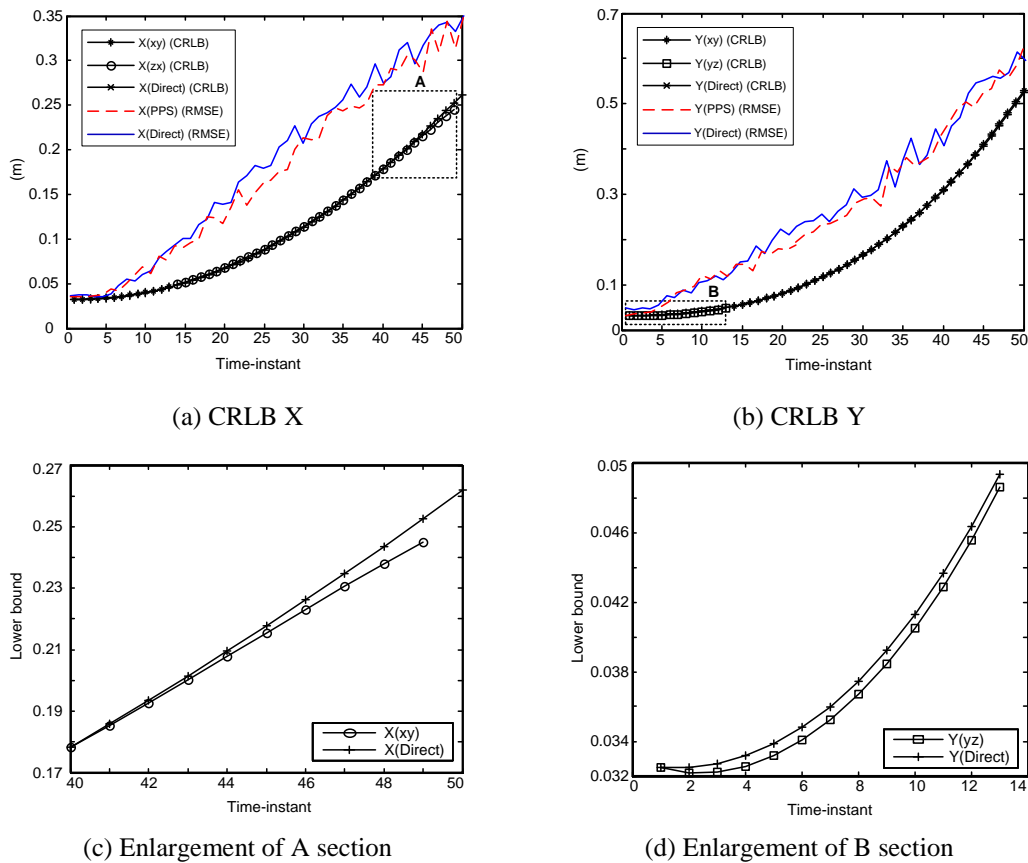 0.35
0.3
0.25
0.2
0.15
0.1
0.05
0
(m)
X(xy) (CRLB)
X(zx) (CRLB)
X(Direct) (CRLB)
X(PPS) (RMSE)
X(Direct) (RMSE)
A
0 5 10 15 20 25 30 35 40 45 50
Time-instant
(a) CRLB X
0.7
0.5
0.3
0.1
0
(m)
Y(xy) (CRLB)
Y(yz) (CRLB)
Y(Direct) (CRLB)
Y(PPS) (RMSE)
Y(Direct) (RMSE)
B
0 5 10 15 20 25 30 35 40 45 50
Time-instant
(b) CRLB Y
0.27
0.25
0.23
0.21
0.19
0.17
Lower bound
X(xy)
X(Direct)
40 42 44 46 48 50
Time-instant
(c) Enlargement of A section
0.05
0.046
0.042
0.038
0.034
0.032
Lower bound
Y(yz)
Y(Direct)
0 2 4 6 8 10 12 14
Time-instant
(d) Enlargement of B section